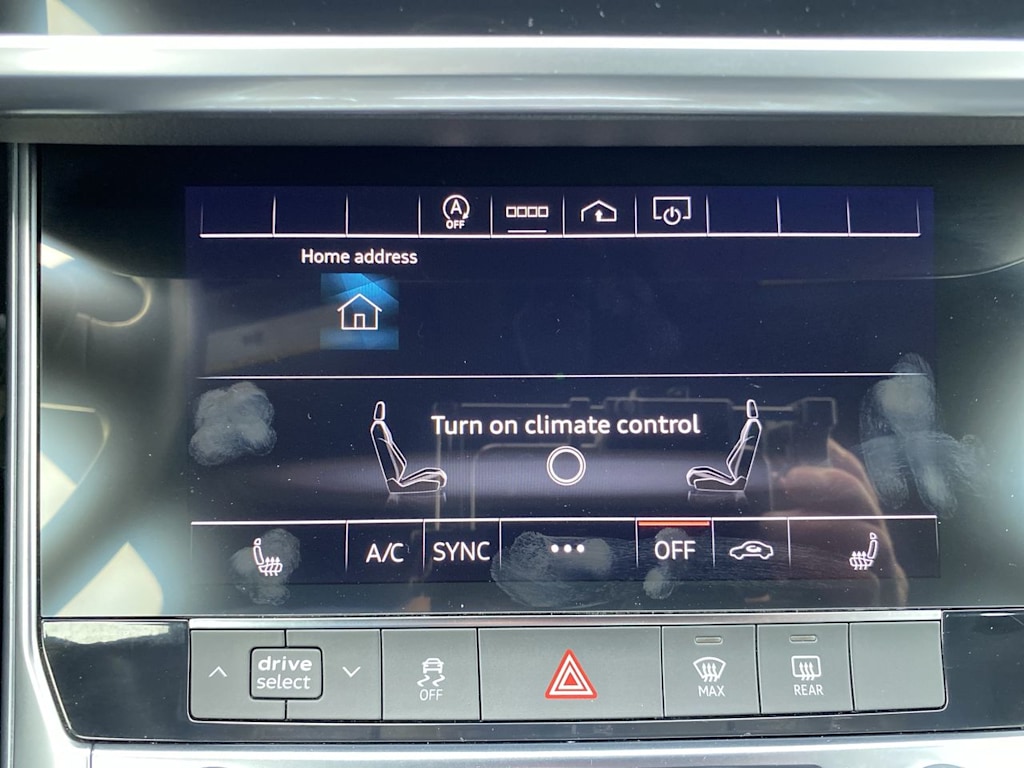 A
OFF
Home address
Turn on climate control
A/C SYNC ••• OFF
drive
select
OFF
MAX
REAR